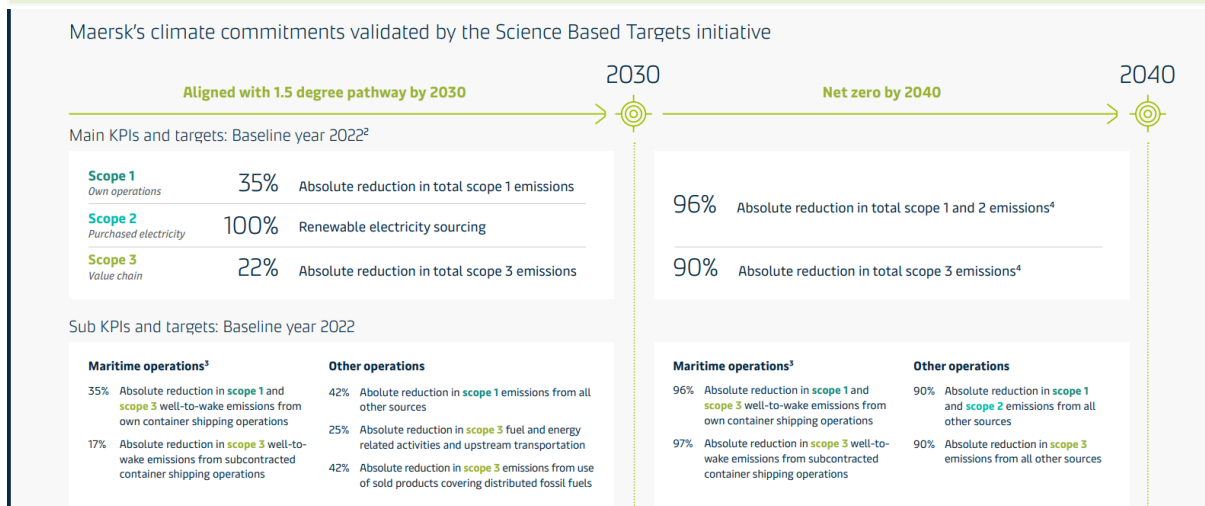 Maersk's climate commitments validated by the Science Based Targets initiative
2030
2040
Aligned with 1.5 degree pathway by 2030
Net zero by 2040
Main KPIs and targets: Baseline year 2022²
Scope 1
Own operations
35%
Absolute reduction in total scope 1 emissions
Scope 2
Purchased electricity
100%
Renewable electricity sourcing
Scope 3
Value chain
22%
Absolute reduction in total scope 3 emissions
96%
Absolute reduction in total scope 1 and 2 emissions⁴
90%
Absolute reduction in total scope 3 emissions⁴
Sub KPIs and targets: Baseline year 2022
Maritime operations³
35% Absolute reduction in scope 1 and
scope 3 well-to-wake emissions from
own container shipping operations
17% Absolute reduction in scope 3 well-to-
wake emissions from subcontracted
container shipping operations
Other operations
42% Abolute reduction in scope 1 emissions from all
other sources
25% Absolute reduction in scope 3 fuel and energy
related activities and upstream transportation
42% Absolute reduction in scope 3 emissions from use
of sold products covering distributed fossil fuels
Maritime operations³
96% Absolute reduction in scope 1 and
scope 3 well-to-wake emissions from
own container shipping operations
97% Absolute reduction in scope 3 well-to-
wake emissions from subcontracted
container shipping operations
Other operations
90% Absolute reduction in scope 1
and scope 2 emissions from all
other sources
90% Absolute reduction in scope 3
emissions from all other sources